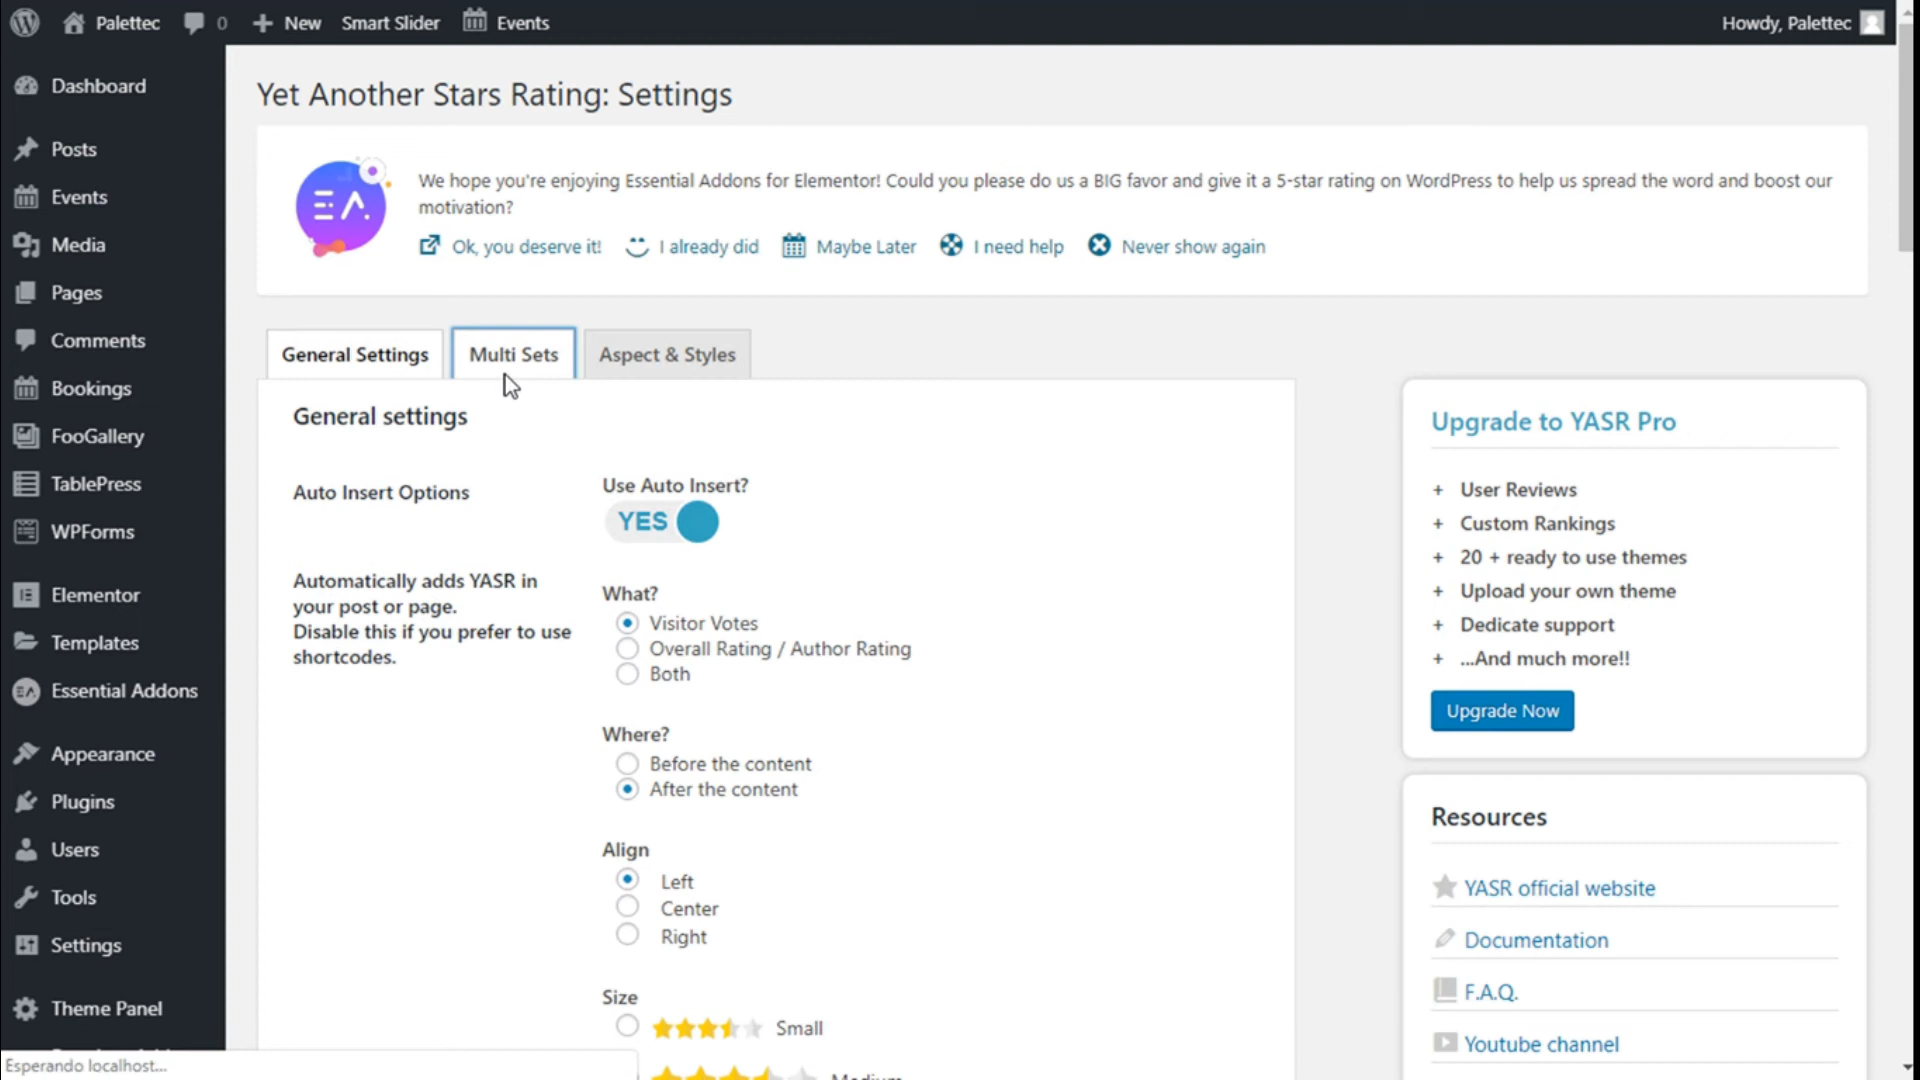 Palettec
0
New
Smart Slider
Events
Howdy, Palettec
Dashboard
Posts
Events
Media
Pages
Comments
Bookings
FooGallery
TablePress
WPForms
Elementor
Templates
Essential Addons
Appearance
Plugins
Users
Tools
Settings
Theme Panel
Esperando localhost...
Yet Another Stars Rating: Settings
EA
We hope you're enjoying Essential Addons for Elementor! Could you please do us a BIG favor and give it a 5-star rating on WordPress to help us spread the word and boost our
motivation?
Ok, you deserve it!
I already did
Maybe Later
I need help
Never show again
General Settings
Multi Sets
Aspect & Styles
General settings
Auto Insert Options
Automatically adds YASR in
your post or page.
Disable this if you prefer to use
shortcodes.
Use Auto Insert?
YES
What?
Visitor Votes
Overall Rating / Author Rating
Both
Where?
Before the content
After the content
Align
Left
Center
Right
Size
Small
Medium
Upgrade to YASR Pro
+ User Reviews
+ Custom Rankings
+ 20 + ready to use themes
+ Upload your own theme
+ Dedicate support
+ ...And much more!!
Upgrade Now
Resources
YASR official website
Documentation
F.A.Q.
Youtube channel